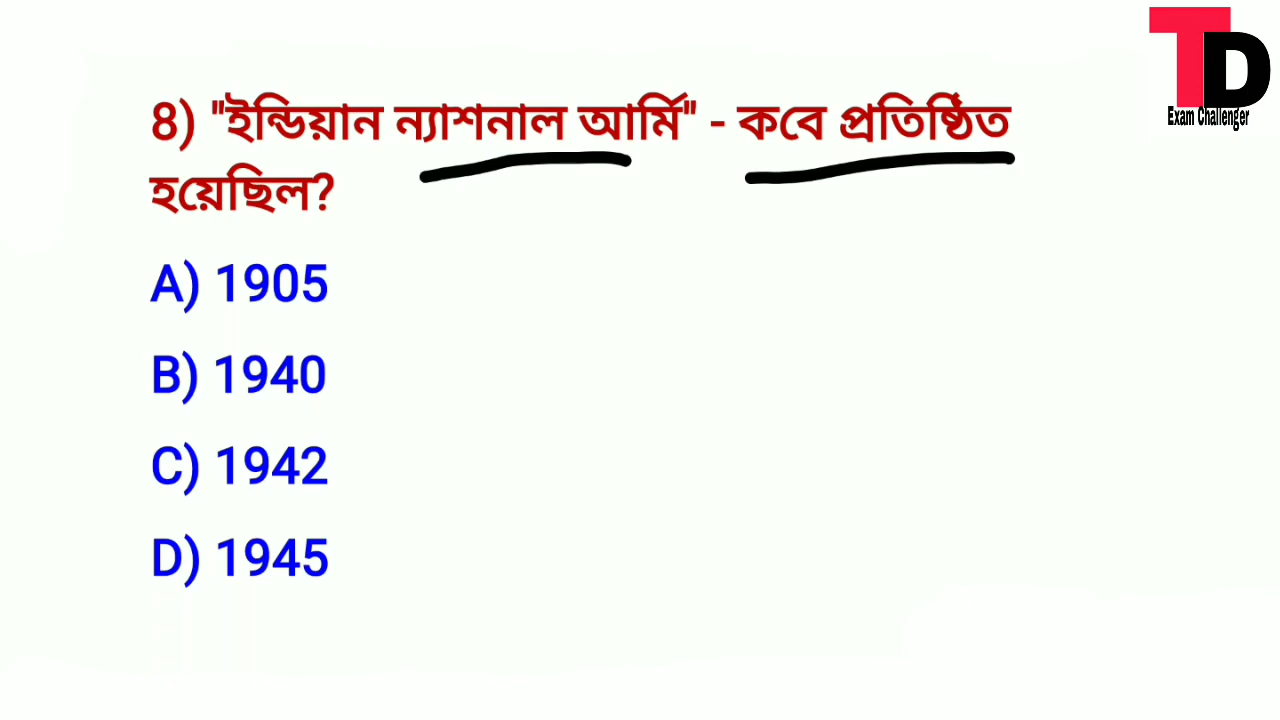 TD
Exam Challenger
8) "ইন্ডিয়ান ন্যাশনাল আর্মি" - কবে প্রতিষ্ঠিত
হয়েছিল?
A) 1905
B) 1940
C) 1942
D) 1945